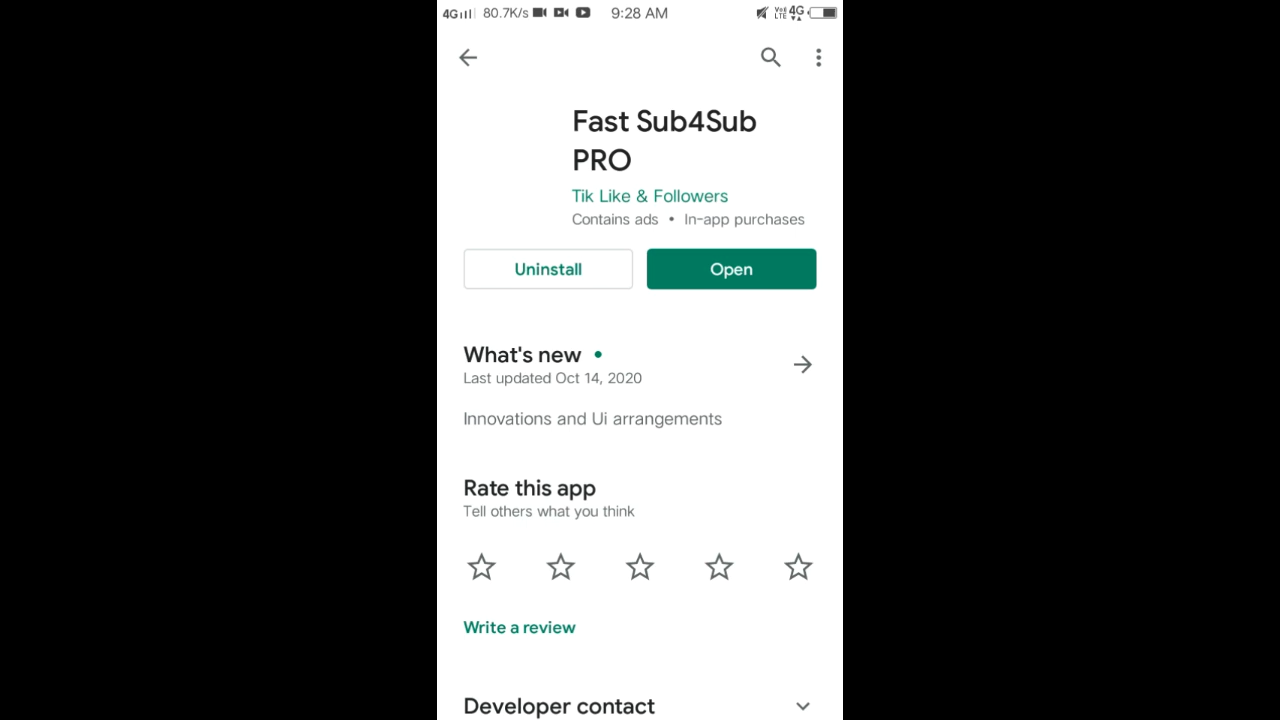 4G 80.7K/s 9:28 AM VoI LTE 4G
Fast Sub4Sub
PRO
Tik Like & Followers
Contains ads • In-app purchases
Uninstall Open
What's new •
Last updated Oct 14, 2020
Innovations and Ui arrangements
Rate this app
Tell others what you think
Write a review
Developer contact